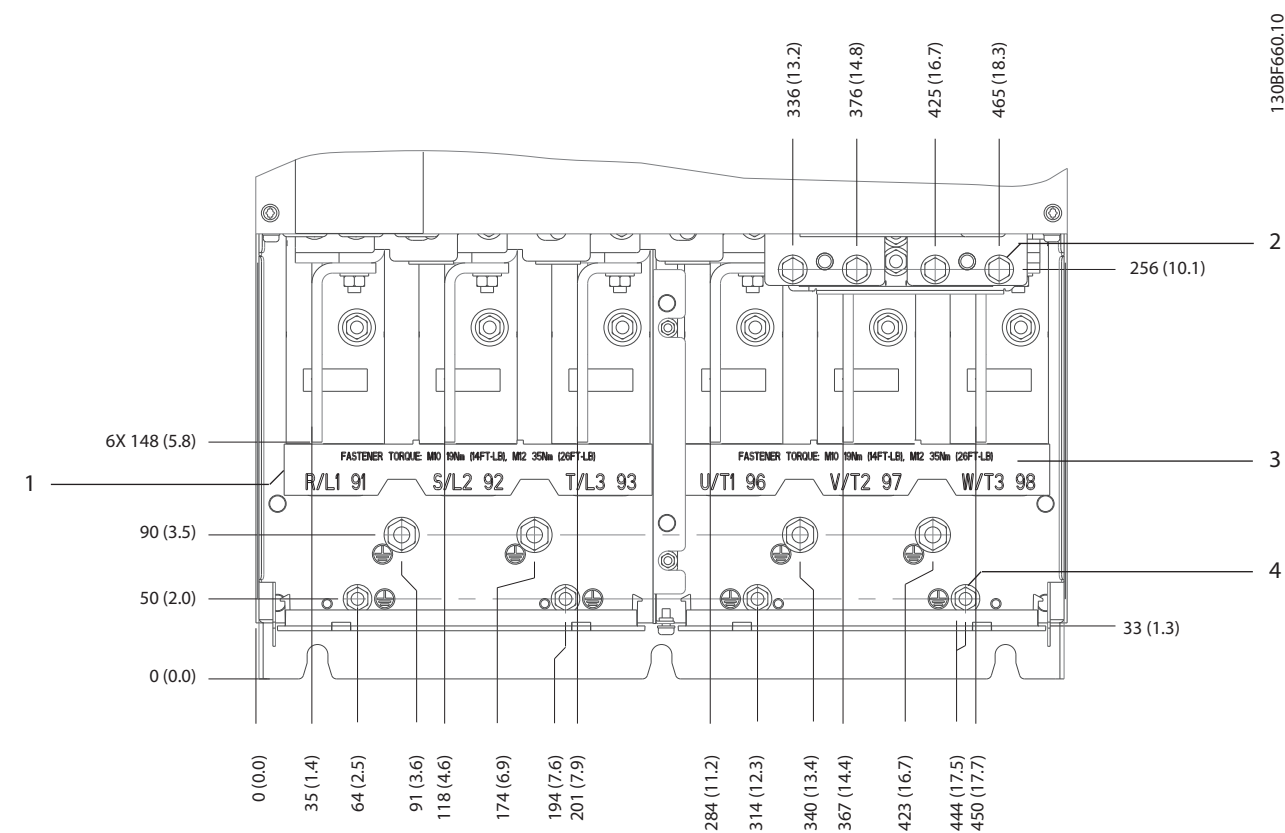 130BF660.10
336 (13.2)
376 (14.8)
425 (16.7)
465 (18.3)
2
256 (10.1)
6X 148 (5.8)
FASTENER TORQUE: M10 19Nm (14FT-LB), M12 35Nm (26FT-LB)
FASTENER TORQUE: M10 19Nm (14FT-LB), M12 35Nm (26FT-LB)
3
1
R/L1 91
S/L2 92
T/L3 93
U/T1 96
V/T2 97
W/T3 98
90 (3.5)
4
50 (2.0)
33 (1.3)
0 (0.0)
0 (0.0)
35 (1.4)
64 (2.5)
91 (3.6)
118 (4.6)
174 (6.9)
194 (7.6)
201 (7.9)
284 (11.2)
314 (12.3)
340 (13.4)
367 (14.4)
423 (16.7)
444 (17.5)
450 (17.7)